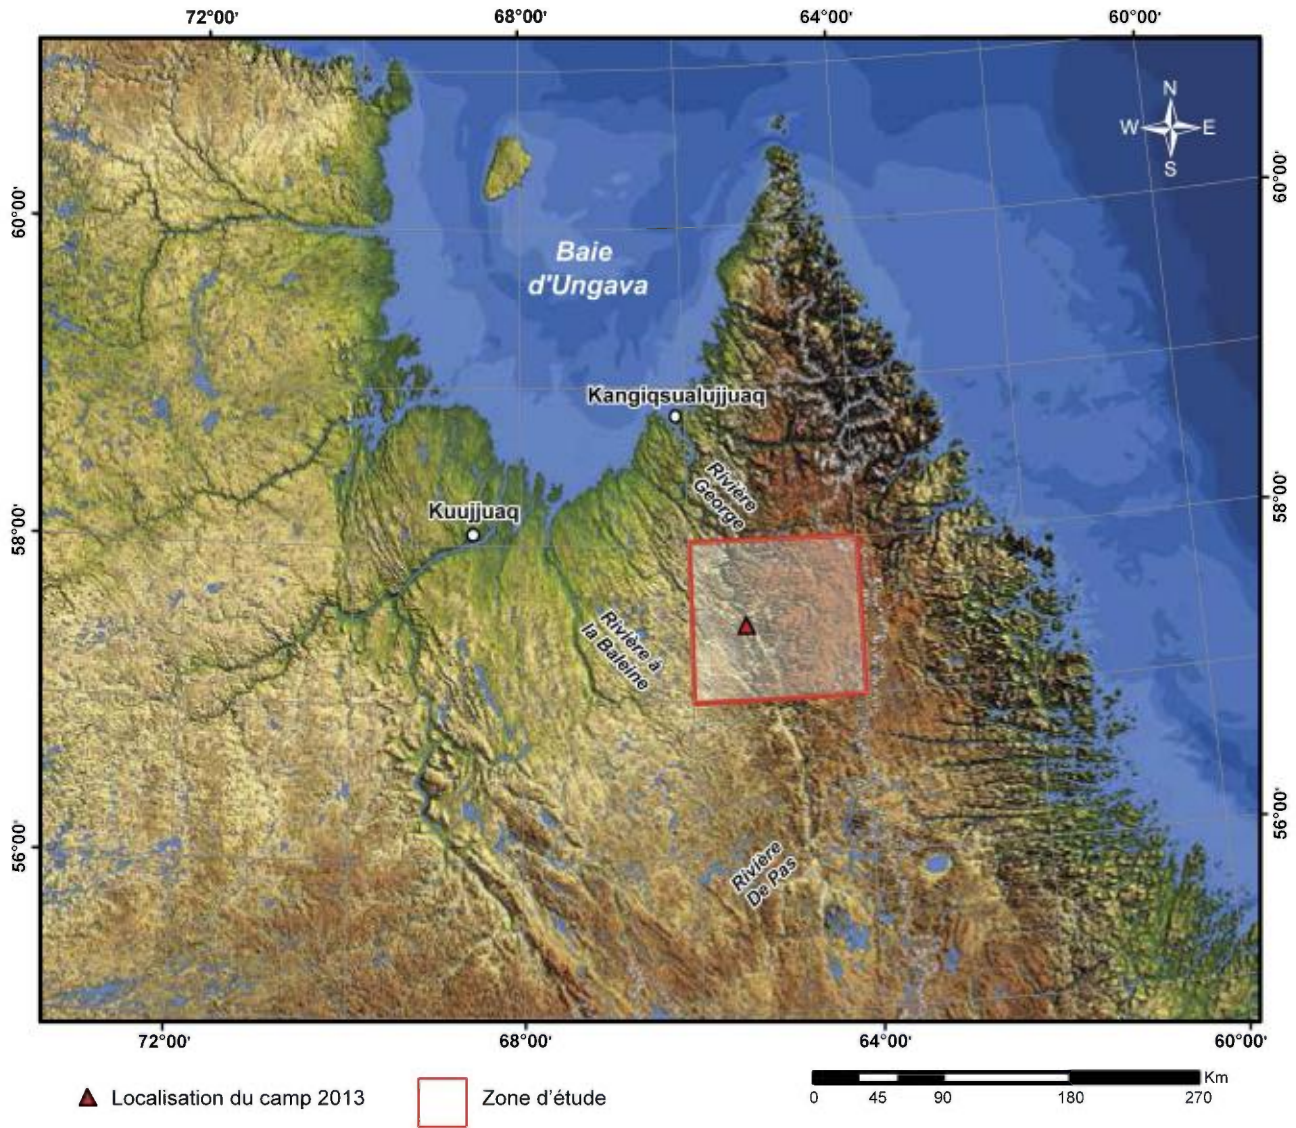 72°00'
68°00'
64°00'
60°00'
N
W
E
S
60°00'
60°00'
Baie
d'Ungava
Kangiqsualujjuaq
Rivière
George
Kuujjuaq
58°00'
58°00'
Rivière à
la Baleine
56°00'
56°00'
Rivière
De Pas
72°00'
68°00'
64°00'
60°00'
Localisation du camp 2013
Zone d'étude
Km
0
45
90
180
270